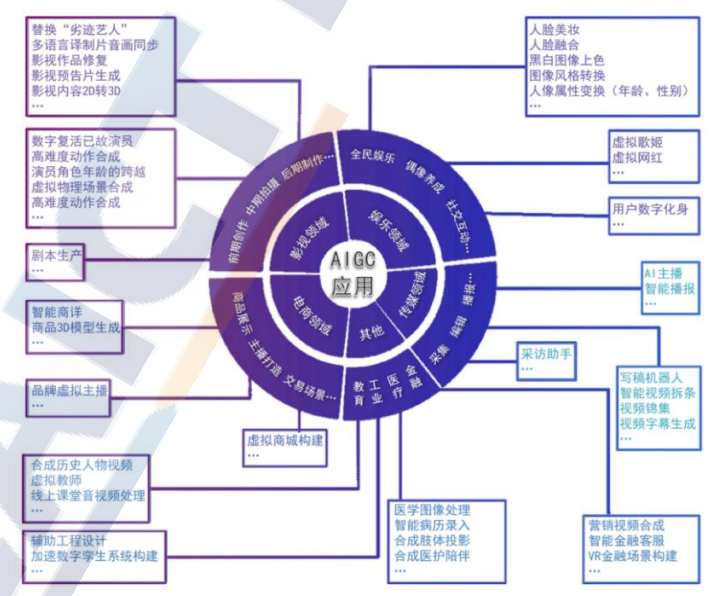 替换“劣迹艺人”
多语言译制片音画同步
影视作品修复
影视预告片生成
影视内容2D转3D
…
数字复活已故演员
高难度动作合成
演员角色年龄的跨越
虚拟物理场景合成
高难度动作合成
…
剧本生产
…
智能商详
商品3D模型生成
…
品牌虚拟主播
…
合成历史人物视频
虚拟教师
线上课堂音视频处理
…
辅助工程设计
加速数字孪生系统构建
…
虚拟商城构建
…
AIGC
应用
影视领域
娱乐领域
传媒领域
其他
电商领域
前期创作 中期拍摄 后期制作…
全民娱乐 偶像养成 社交互动…
采集 编辑 播报…
教育
工业
医疗
金融
商品展示 主播打造 交易场景…
人脸美妆
人脸融合
黑白图像上色
图像风格转换
人像属性变换（年龄、性别）
…
虚拟歌姬
虚拟网红
…
用户数字化身
…
AI主播
智能播报
…
采访助手
…
写稿机器人
智能视频拆条
视频锦集
视频字幕生成
…
医学图像处理
智能病历录入
合成肢体投影
合成医护陪伴
…
营销视频合成
智能金融客服
VR金融场景构建
…